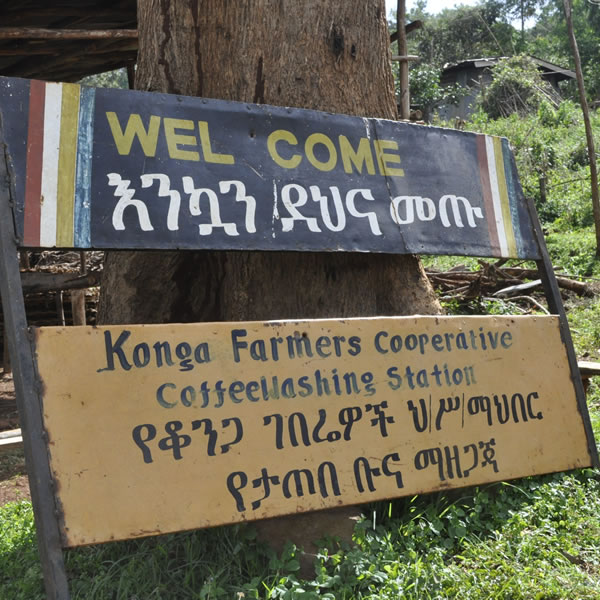 WEL COME
እንኳን/ደህና መጡ
Konga Farmers Cooperative
CoffeeWashing Station
የቆንጋ ገበሬዎች ህ/ሥ/ማህበር
የታጠበ ቡና ማዘጋጃ